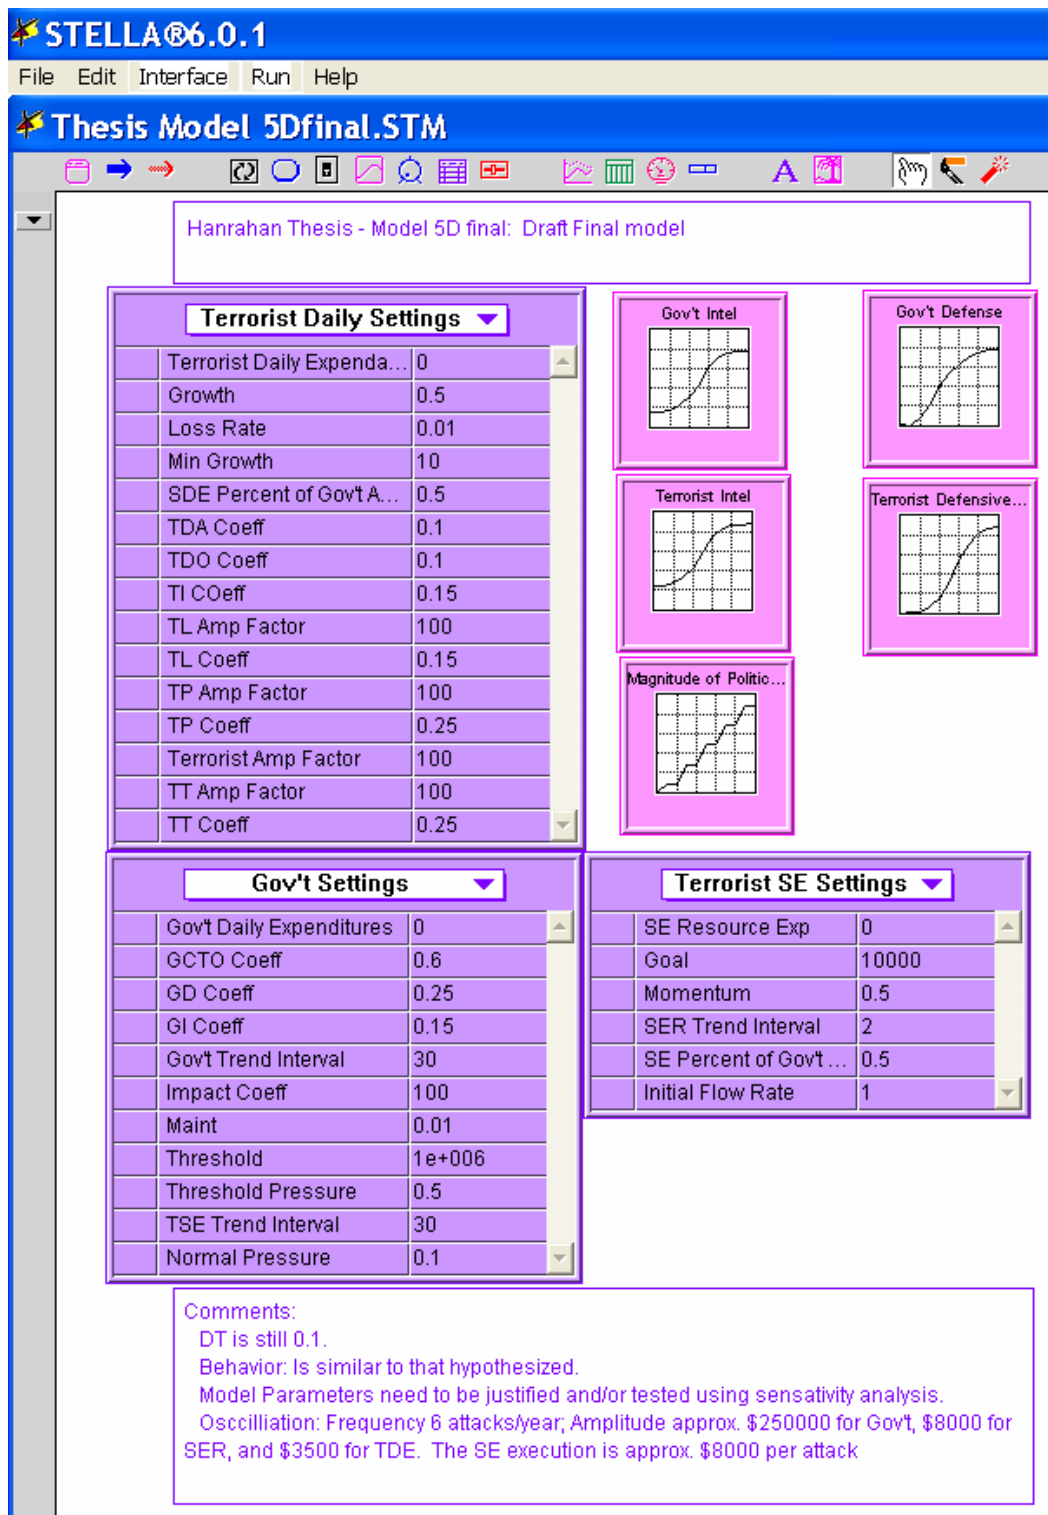 STELLA®6.0.1
File Edit Interface Run Help
Thesis Model 5Dfinal.STM
A
Hanrahan Thesis - Model 5D final: Draft Final model
Terrorist Daily Settings
Terrorist Daily Expenda... 0
Growth 0.5
Loss Rate 0.01
Min Growth 10
SDE Percent of Gov't A... 0.5
TDA Coeff 0.1
TDO Coeff 0.1
TI COeff 0.15
TL Amp Factor 100
TL Coeff 0.15
TP Amp Factor 100
TP Coeff 0.25
Terrorist Amp Factor 100
TT Amp Factor 100
TT Coeff 0.25
Gov't Intel
Gov't Defense
Terrorist Intel
Terrorist Defensive...
Magnitude of Politic...
Gov't Settings
Gov't Daily Expenditures 0
GCTO Coeff 0.6
GD Coeff 0.25
GI Coeff 0.15
Gov't Trend Interval 30
Impact Coeff 100
Maint 0.01
Threshold 1e+006
Threshold Pressure 0.5
TSE Trend Interval 30
Normal Pressure 0.1
Terrorist SE Settings
SE Resource Exp 0
Goal 10000
Momentum 0.5
SER Trend Interval 2
SE Percent of Gov't ... 0.5
Initial Flow Rate 1
Comments:
DT is still 0.1.
Behavior: Is similar to that hypothesized.
Model Parameters need to be justified and/or tested using sensativity analysis.
Osccilliation: Frequency 6 attacks/year; Amplitude approx. $250000 for Gov't, $8000 for
SER, and $3500 for TDE. The SE execution is approx. $8000 per attack